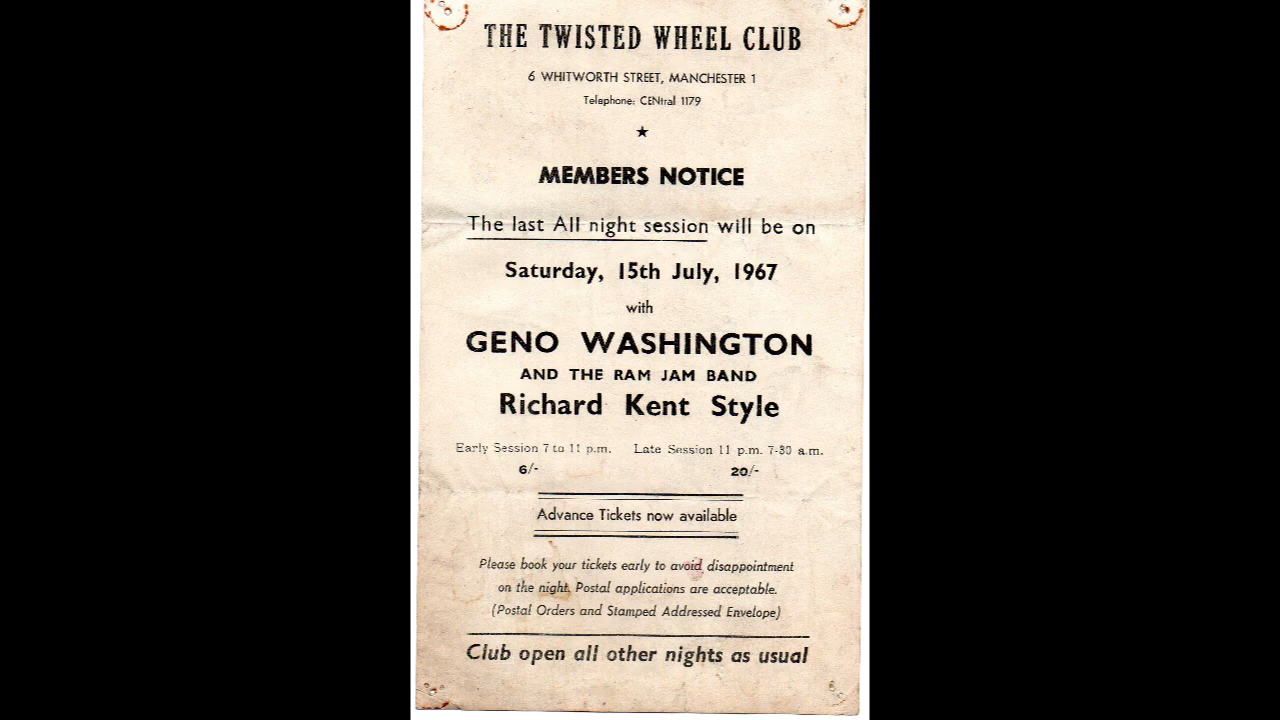 THE TWISTED WHEEL CLUB
6 WHITWORTH STREET, MANCHESTER 1
Telephone: CENtral 1179
MEMBERS NOTICE
The last All night session will be on
Saturday, 15th July, 1967
with
GENO WASHINGTON
AND THE RAM JAM BAND
Richard Kent Style
Early Session 7 to 11 p.m. Late Session 11 p.m. 7-30 a.m.
6/- 20/-
Advance Tickets now available
Please book your tickets early to avoid disappointment
on the night. Postal applications are acceptable.
(Postal Orders and Stamped Addressed Envelope)
Club open all other nights as usual